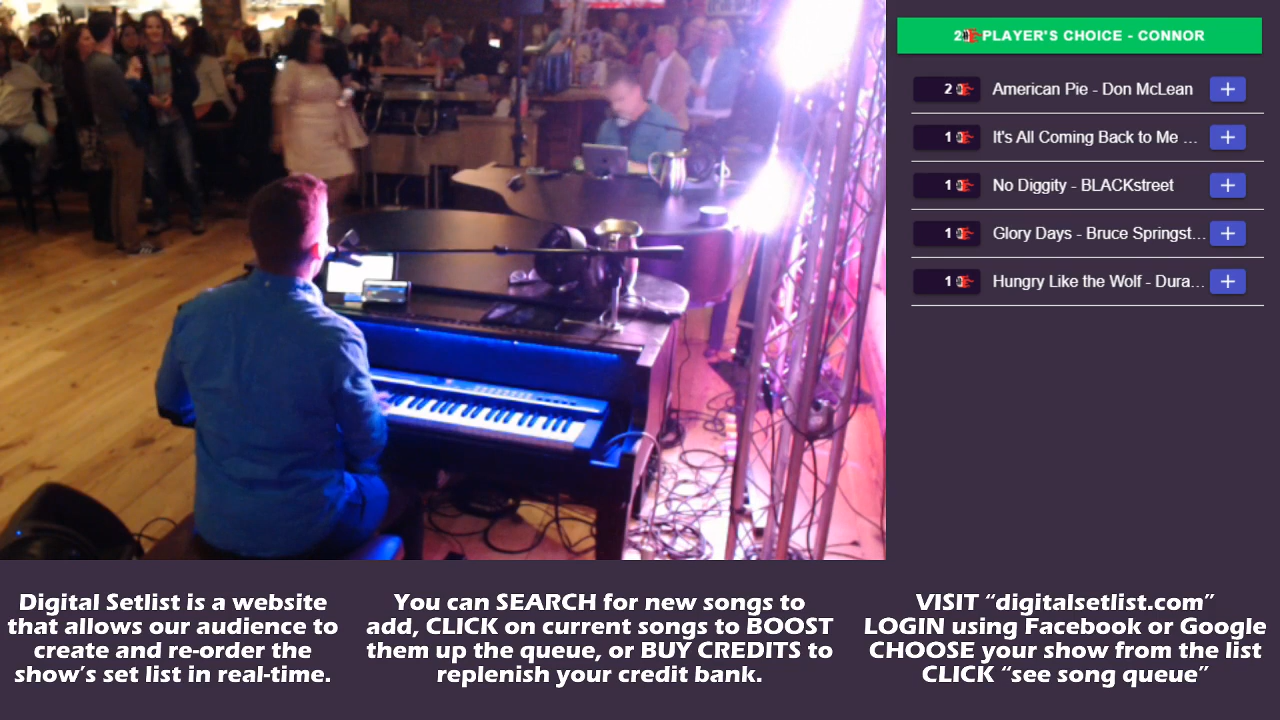 2 PLAYER'S CHOICE - CONNOR
2 American Pie - Don McLean
1 It's All Coming Back to Me ...
1 No Diggity - BLACKstreet
1 Glory Days - Bruce Springst...
1 Hungry Like the Wolf - Dura...
Digital Setlist is a website
that allows our audience to
create and re-order the
show's set list in real-time.
You can SEARCH for new songs to
add, CLICK on current songs to BOOST
them up the queue, or BUY CREDITS to
replenish your credit bank.
VISIT “digitalsetlist.com”
LOGIN using Facebook or Google
CHOOSE your show from the list
CLICK “see song queue”